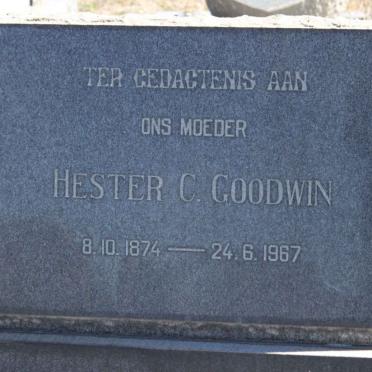 TER GEDAGTENIS AAN
ONS MOEDER
HESTER C. GOODWIN
8.10.1874 — 24.6.1967